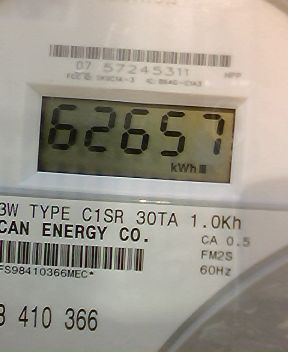 07 57245311
NPP
62657
kWh
3W TYPE C1SR 30TA 1.0Kh
CAN ENERGY CO.
CA 0.5
FM2S
60Hz
FS98410366MEC*
410 366